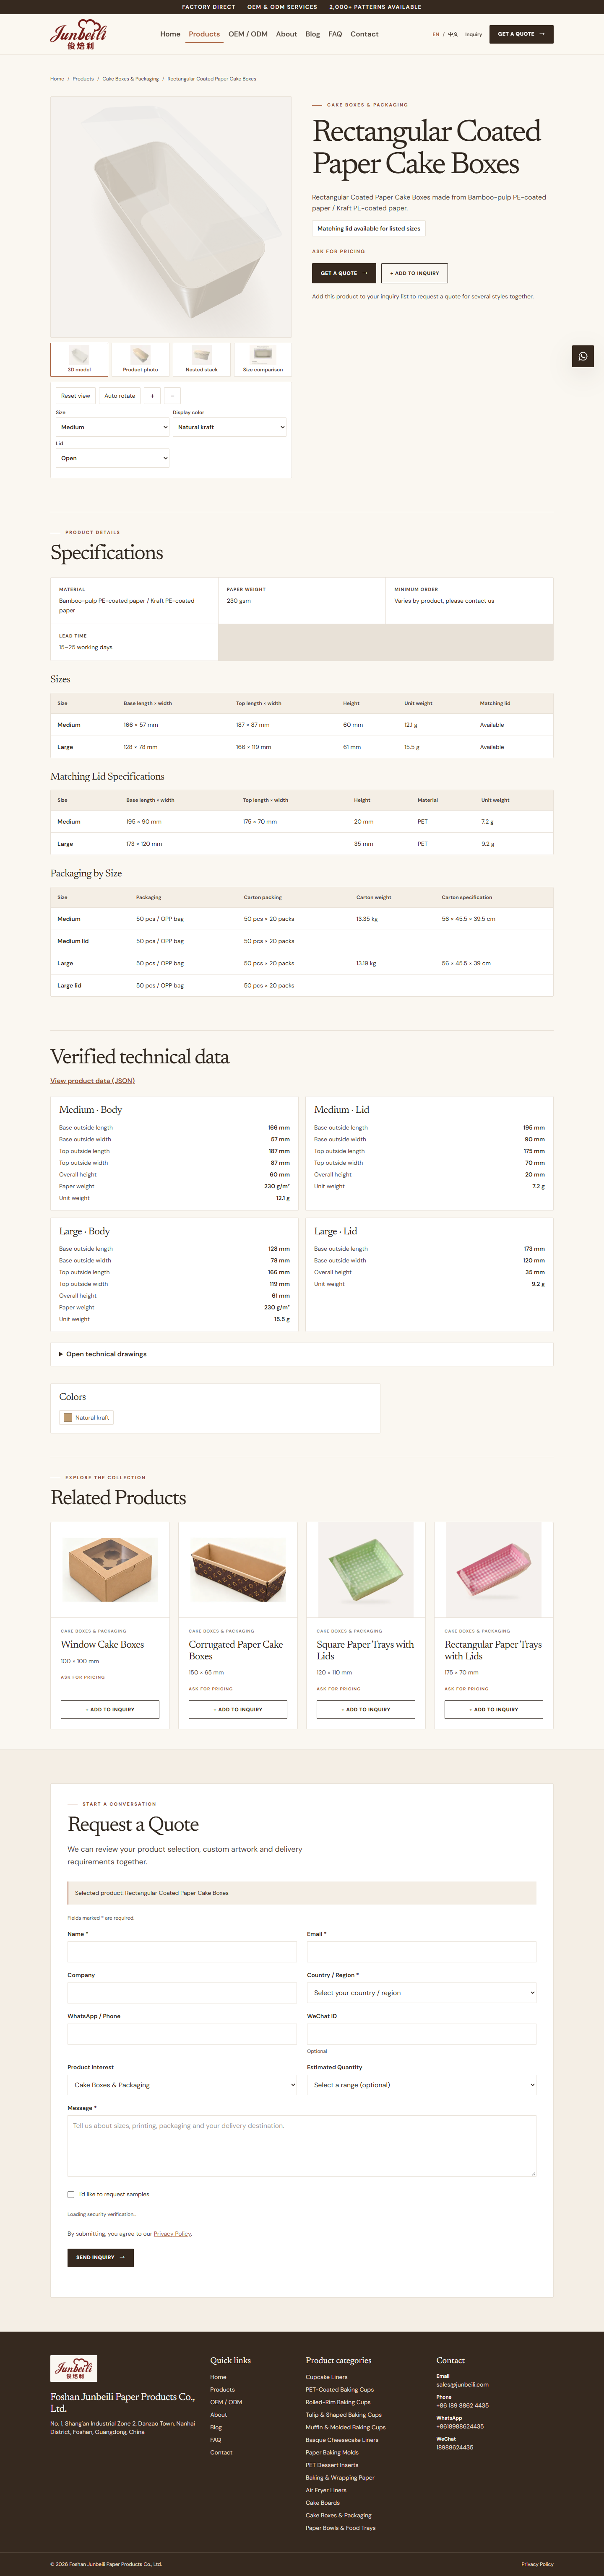 FACTORY DIRECT OEM & ODM SERVICES 2,000+ PATTERNS AVAILABLE
Junbeili
俊焙利
Home Products OEM / ODM About Blog FAQ Contact
EN / 中文 Inquiry GET A QUOTE →
Home / Products / Cake Boxes & Packaging / Rectangular Coated Paper Cake Boxes
CAKE BOXES & PACKAGING
Rectangular Coated
Paper Cake Boxes
Rectangular Coated Paper Cake Boxes made from Bamboo-pulp PE-coated
paper / Kraft PE-coated paper.
Matching lid available for listed sizes
ASK FOR PRICING
GET A QUOTE → + ADD TO INQUIRY
Add this product to your inquiry list to request a quote for several styles together.
3D model Product photo Nested stack Size comparison
Reset view Auto rotate + −
Size Display color
Medium Natural kraft
Lid
Open
PRODUCT DETAILS
Specifications
MATERIAL PAPER WEIGHT MINIMUM ORDER
Bamboo-pulp PE-coated paper / Kraft PE-coated 230 gsm Varies by product, please contact us
paper
LEAD TIME
15–25 working days
Sizes
Size Base length × width Top length × width Height Unit weight Matching lid
Medium 166 × 57 mm 187 × 87 mm 60 mm 12.1 g Available
Large 128 × 78 mm 166 × 119 mm 61 mm 15.5 g Available
Matching Lid Specifications
Size Base length × width Top length × width Height Material Unit weight
Medium 195 × 90 mm 175 × 70 mm 20 mm PET 7.2 g
Large 173 × 120 mm 35 mm PET 9.2 g
Packaging by Size
Size Packaging Carton packing Carton weight Carton specification
Medium 50 pcs / OPP bag 50 pcs × 20 packs 13.35 kg 56 × 45.5 × 39.5 cm
Medium lid 50 pcs / OPP bag 50 pcs × 20 packs
Large 50 pcs / OPP bag 50 pcs × 20 packs 13.19 kg 56 × 45.5 × 39 cm
Large lid 50 pcs / OPP bag 50 pcs × 20 packs
Verified technical data
View product data (JSON)
Medium · Body
Base outside length 166 mm
Base outside width 57 mm
Top outside length 187 mm
Top outside width 87 mm
Overall height 60 mm
Paper weight 230 g/m²
Unit weight 12.1 g
Medium · Lid
Base outside length 195 mm
Base outside width 90 mm
Top outside length 175 mm
Top outside width 70 mm
Overall height 20 mm
Unit weight 7.2 g
Large · Body
Base outside length 128 mm
Base outside width 78 mm
Top outside length 166 mm
Top outside width 119 mm
Overall height 61 mm
Paper weight 230 g/m²
Unit weight 15.5 g
Large · Lid
Base outside length 173 mm
Base outside width 120 mm
Overall height 35 mm
Unit weight 9.2 g
▶ Open technical drawings
Colors
Natural kraft
EXPLORE THE COLLECTION
Related Products
CAKE BOXES & PACKAGING
Window Cake Boxes
100 × 100 mm
ASK FOR PRICING
+ ADD TO INQUIRY
CAKE BOXES & PACKAGING
Corrugated Paper Cake
Boxes
150 × 65 mm
ASK FOR PRICING
+ ADD TO INQUIRY
CAKE BOXES & PACKAGING
Square Paper Trays with
Lids
120 × 110 mm
ASK FOR PRICING
+ ADD TO INQUIRY
CAKE BOXES & PACKAGING
Rectangular Paper Trays
with Lids
175 × 70 mm
ASK FOR PRICING
+ ADD TO INQUIRY
START A CONVERSATION
Request a Quote
We can review your product selection, custom artwork and delivery
requirements together.
Selected product: Rectangular Coated Paper Cake Boxes
Fields marked * are required.
Name * Email *
Company Country / Region *
Select your country / region
WhatsApp / Phone WeChat ID
Optional
Product Interest Estimated Quantity
Cake Boxes & Packaging Select a range (optional)
Message *
Tell us about sizes, printing, packaging and your delivery destination.
I'd like to request samples
Loading security verification…
By submitting, you agree to our Privacy Policy.
SEND INQUIRY →
Junbeili
俊焙利
Foshan Junbeili Paper Products Co.,
Ltd.
No. 1, Shang'an Industrial Zone 2, Danzao Town, Nanhai
District, Foshan, Guangdong, China
Quick links
Home
Products
OEM / ODM
About
Blog
FAQ
Contact
Product categories
Cupcake Liners
PET-Coated Baking Cups
Rolled-Rim Baking Cups
Tulip & Shaped Baking Cups
Muffin & Molded Baking Cups
Basque Cheesecake Liners
Paper Baking Molds
PET Dessert Inserts
Baking & Wrapping Paper
Air Fryer Liners
Cake Boards
Cake Boxes & Packaging
Paper Bowls & Food Trays
Contact
Email
sales@junbeili.com
Phone
+86 189 8862 4435
WhatsApp
+8618988624435
WeChat
18988624435
© 2026 Foshan Junbeili Paper Products Co., Ltd. Privacy Policy